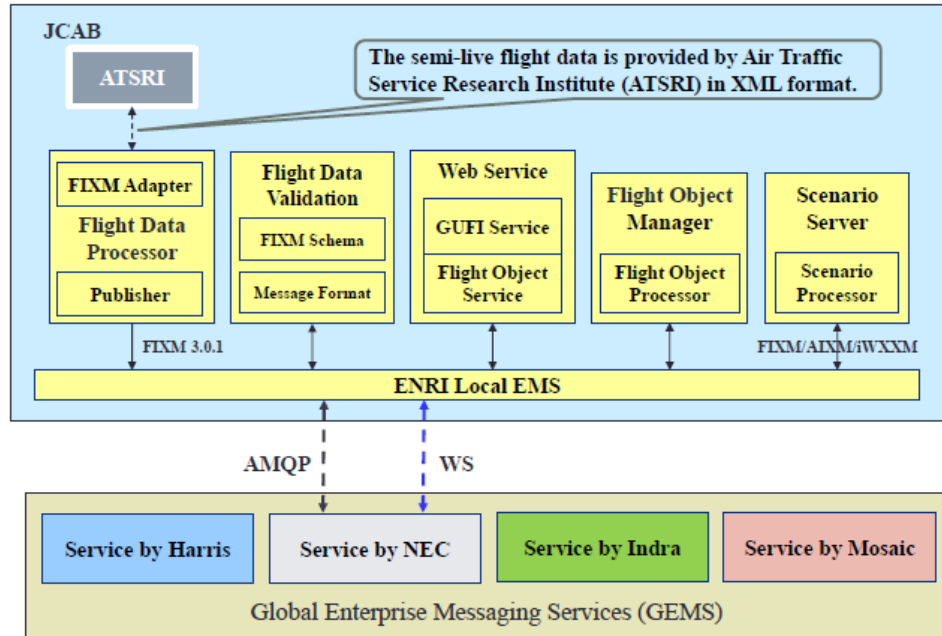 JCAB
ATSRI
The semi-live flight data is provided by Air Traffic
Service Research Institute (ATSRI) in XML format.
FIXM Adapter
Flight Data
Processor
Publisher
Flight Data
Validation
FIXM Schema
Message Format
Web Service
GUFI Service
Flight Object
Service
Flight Object
Manager
Flight Object
Processor
Scenario
Server
Scenario
Processor
FIXM 3.0.1
FIXM/AIXM/iWXXM
ENRI Local EMS
AMQP
WS
Service by Harris
Service by NEC
Service by Indra
Service by Mosaic
Global Enterprise Messaging Services (GEMS)